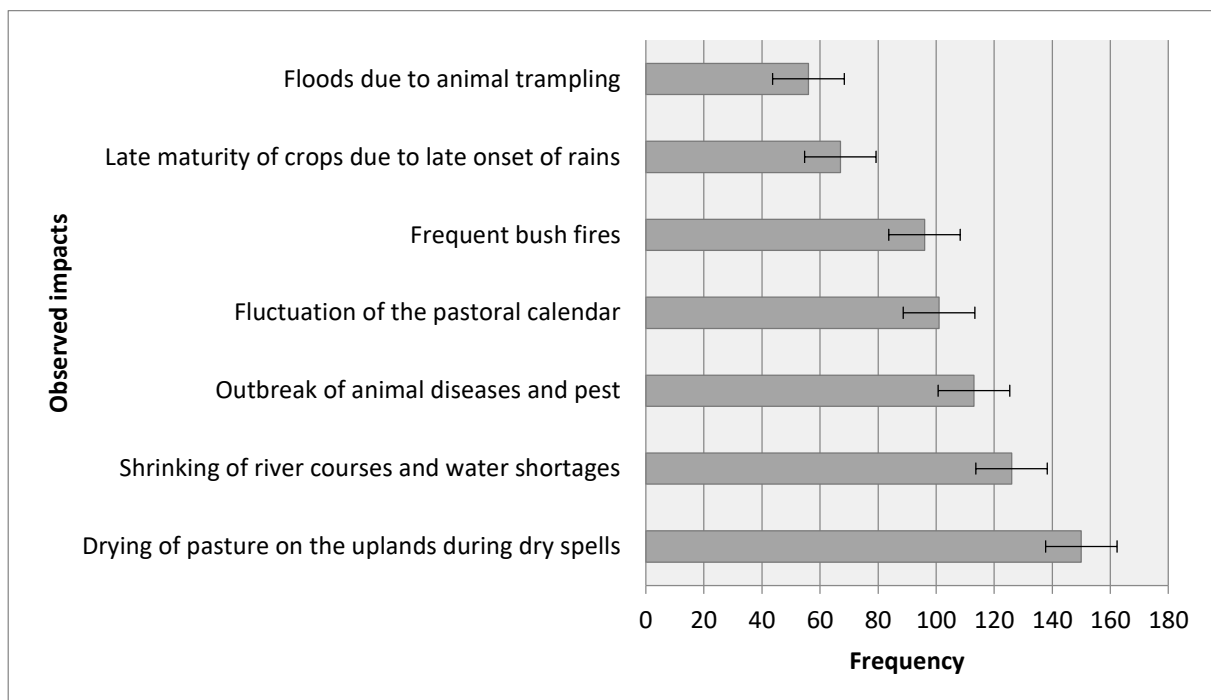 Observed impacts
Floods due to animal trampling
Late maturity of crops due to late onset of rains
Frequent bush fires
Fluctuation of the pastoral calendar
Outbreak of animal diseases and pest
Shrinking of river courses and water shortages
Drying of pasture on the uplands during dry spells
0 20 40 60 80 100 120 140 160 180
Frequency